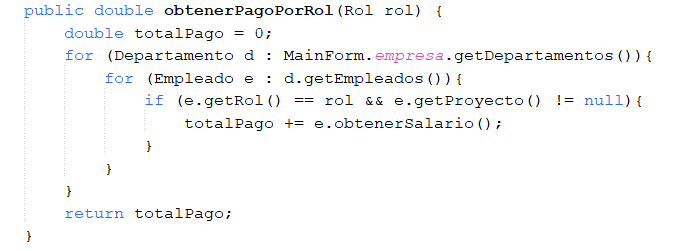 public double obtenerPagoPorRol(Rol rol) {
double totalPago = 0;
for (Departamento d : MainForm.empresa.getDepartamentos()){
for (Empleado e : d.getEmpleados()){
if (e.getRol() == rol && e.getProyecto() != null){
totalPago += e.obtenerSalario();
}
}
}
return totalPago;
}